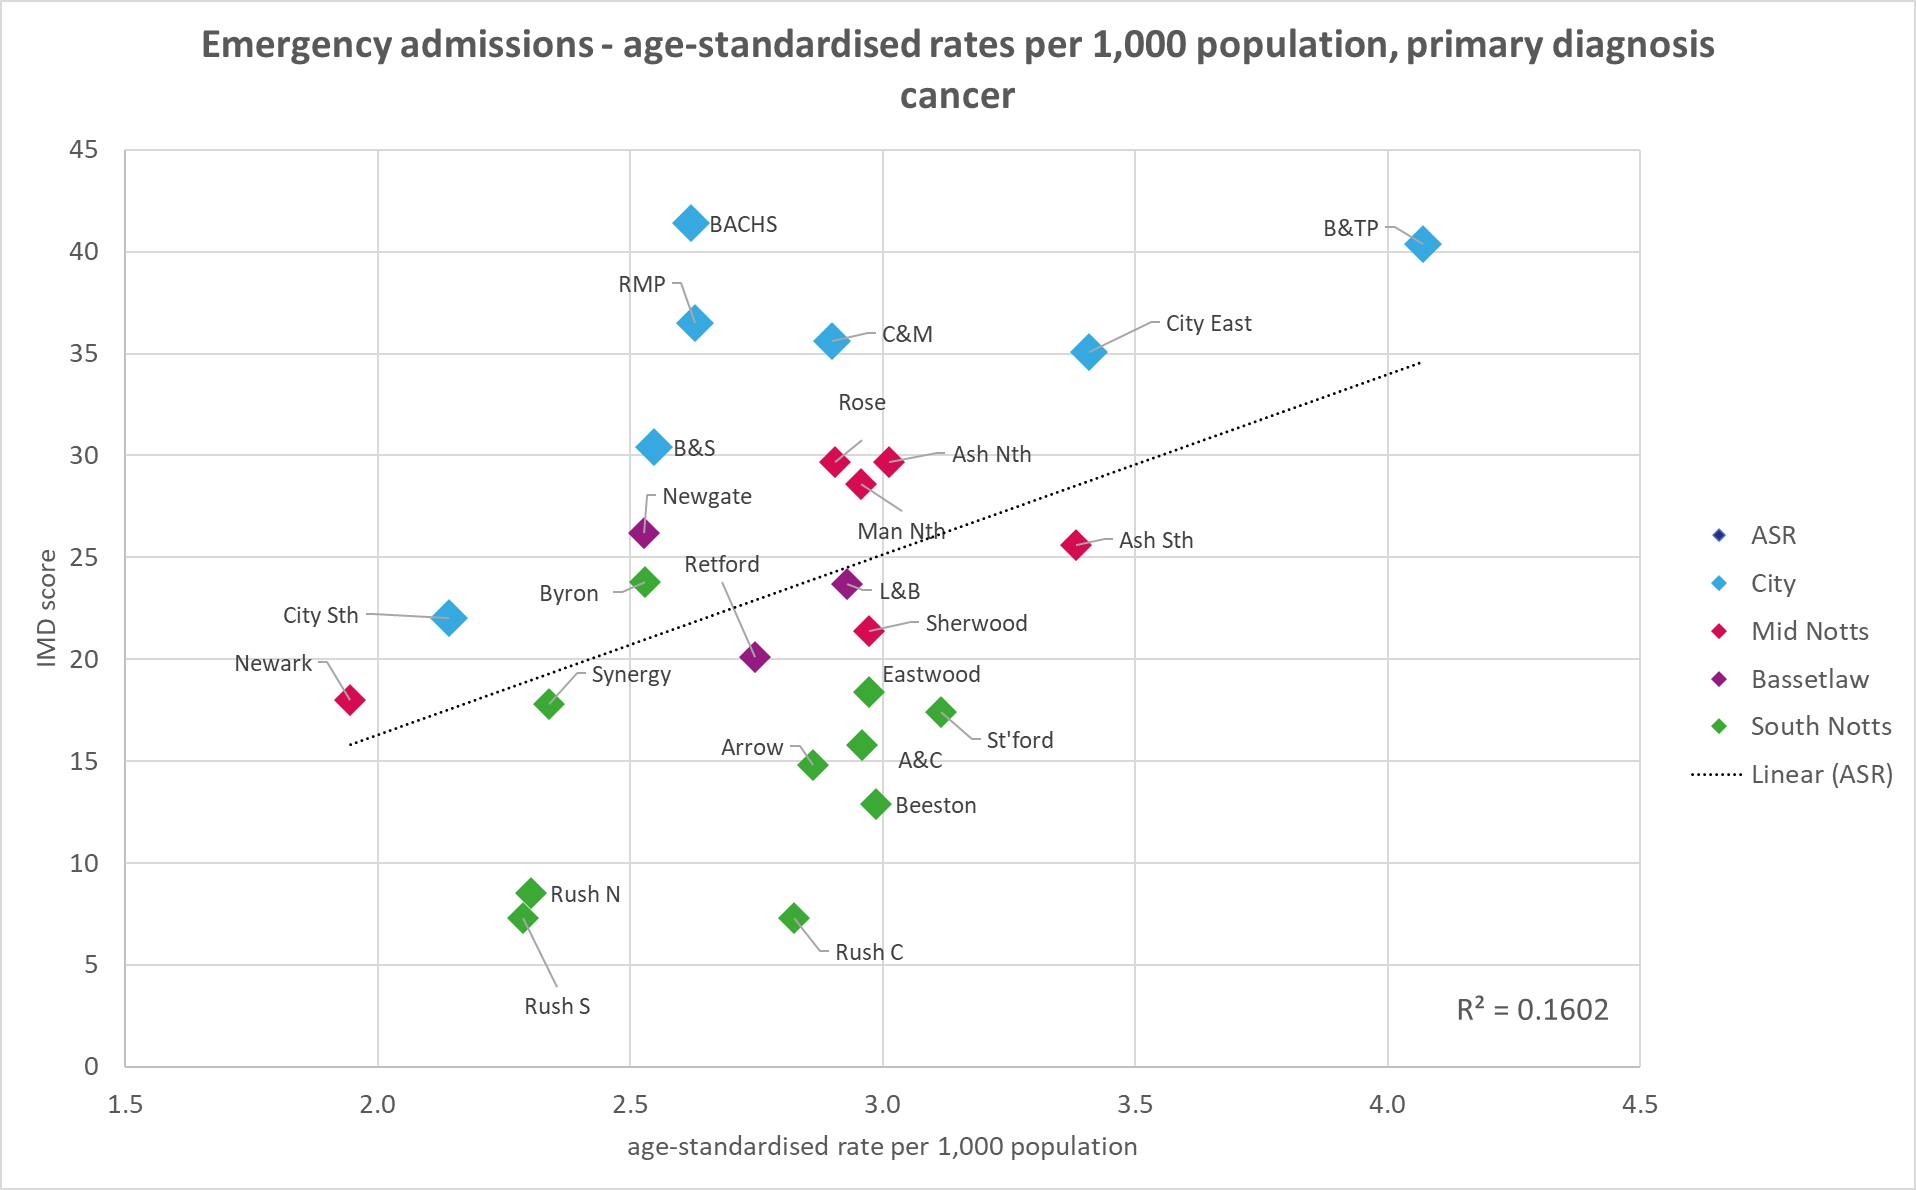 Emergency admissions - age-standardised rates per 1,000 population, primary diagnosis
cancer
45
40
35
30
25
20
15
10
5
0
IMD score
BACHS
B&TP
RMP
City East
C&M
Rose
B&S
Ash Nth
Newgate
Man Nth
Ash Sth
Retford
Byron
L&B
City Sth
Sherwood
Newark
Synergy
Eastwood
St'ford
Arrow
A&C
Beeston
Rush N
Rush C
Rush S
R² = 0.1602
1.5
2.0
2.5
3.0
3.5
4.0
4.5
age-standardised rate per 1,000 population
ASR
City
Mid Notts
Bassetlaw
South Notts
Linear (ASR)